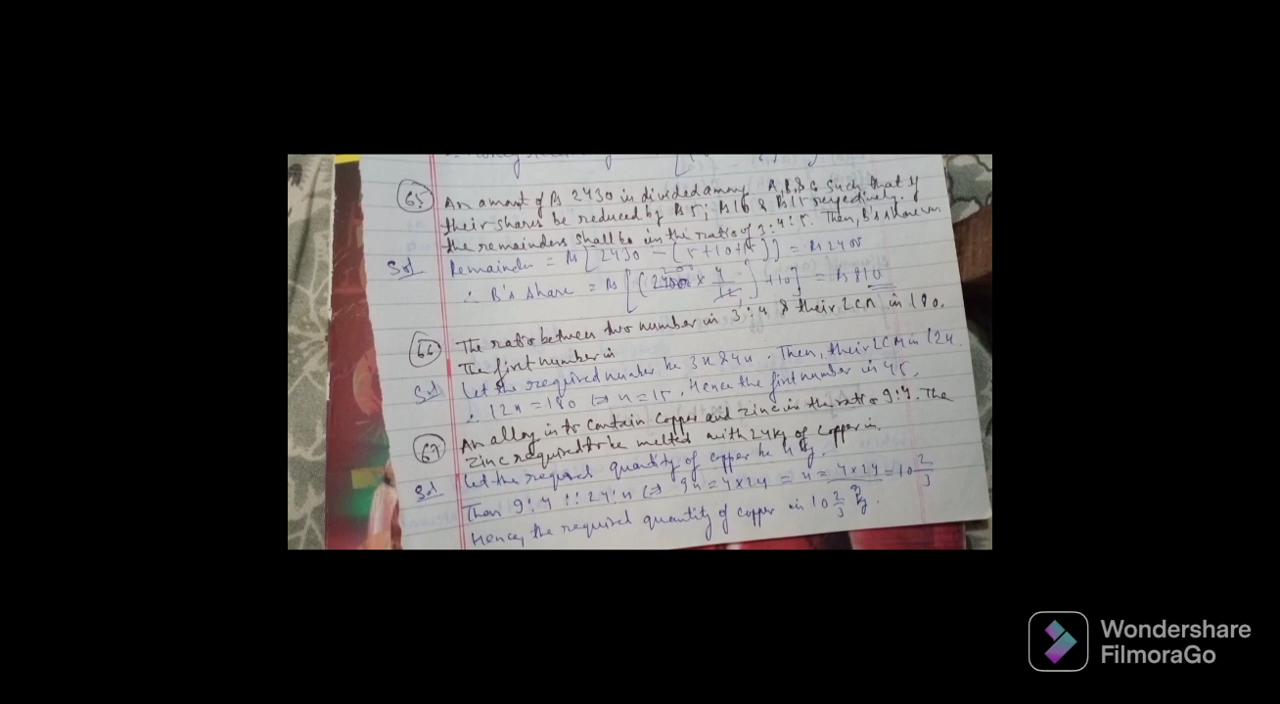 65 An amount of Rs 2430 is divided among A, B & C such that if
their shares be reduced by Rs 5; Rs 10 & Rs 15 respectively.
the remainders shall be in the ratio of 3:4:5. Then, B's share was
Sol Remainder = Rs [2430 - (5+10+15)] = Rs 2400
∴ B's share = Rs [(2400 × 4/12) + 10] = Rs 810
66 The ratio between two number is 3:4 & their LCM is 180.
The first number is
Sol Let the required number be 3x & 4x. Then, their LCM is 12x.
∴ 12x = 180 ⇔ x = 15. Hence the first number is 45.
67 An alloy is to contain copper and zinc in the ratio 9:4. The
zinc required to be melted with 24kg of copper is.
Sol Let the required quantity of copper be x kg.
Then 9:4 :: 24:x ⇔ 9x = 4×24 = x = 4×24/9 = 10 2/3
Hence, the required quantity of copper is 10 2/3 kg.
Wondershare
FilmoraGo